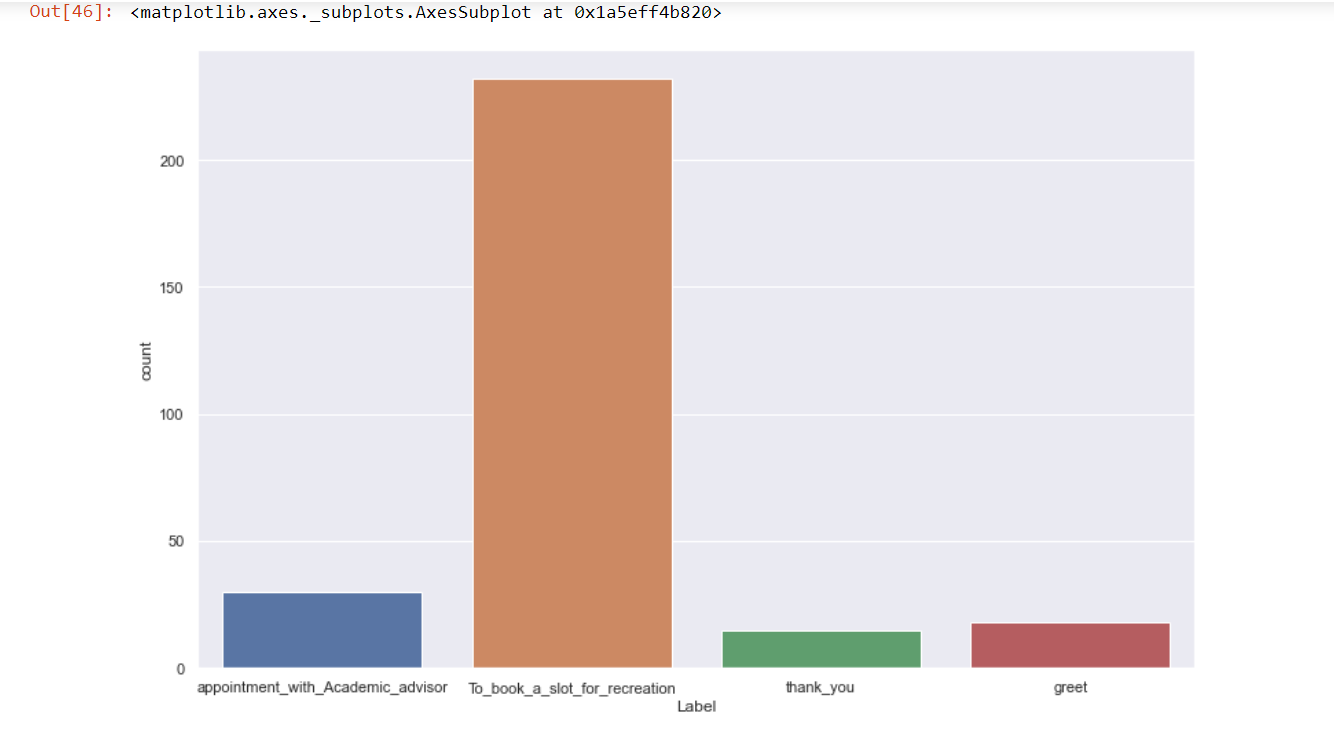 Out[46]: <matplotlib.axes._subplots.AxesSubplot at 0x1a5eff4b820>
200
150
100
50
0
count
appointment_with_Academic_advisor To_book_a_slot_for_recreation thank_you greet
Label